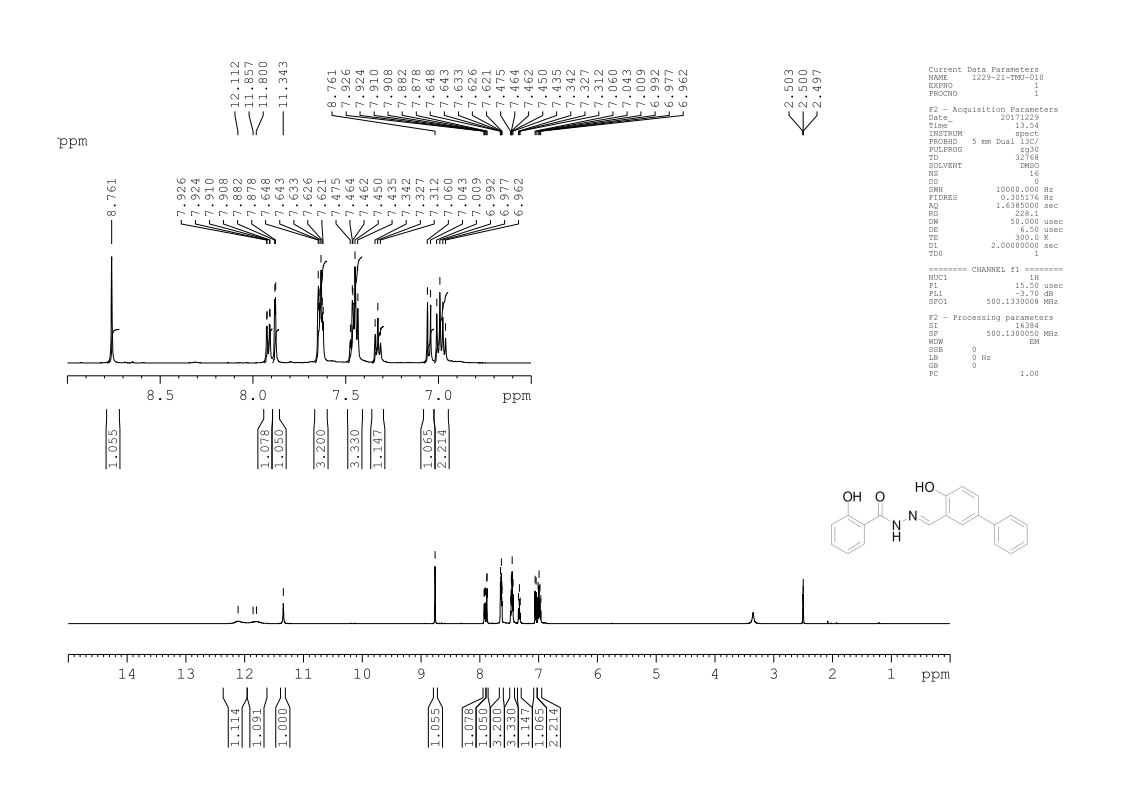 12.112
11.857
11.800
11.343
8.761
7.926
7.924
7.910
7.908
7.882
7.878
7.648
7.643
7.633
7.626
7.621
7.475
7.464
7.462
7.450
7.435
7.342
7.327
7.312
7.060
7.043
7.009
6.992
6.977
6.962
2.503
2.500
2.497
ppm
Current Data Parameters
NAME 1229-21-TMU-010
EXPNO 1
PROCNO 1
F2 - Acquisition Parameters
Date_ 20171229
Time 13.54
INSTRUM spect
PROBHD 5 mm Dual 13C/
PULPROG zg30
TD 32768
SOLVENT DMSO
NS 16
DS 0
SWH 10000.000 Hz
FIDRES 0.305176 Hz
AQ 1.6385000 sec
RG 228.1
DW 50.000 usec
DE 6.50 usec
TE 300.0 K
D1 2.00000000 sec
TD0 1
======== CHANNEL f1 ========
NUC1 1H
P1 15.50 usec
PL1 -3.70 dB
SFO1 500.1330008 MHz
F2 - Processing parameters
SI 16384
SF 500.1300050 MHz
WDW EM
SSB 0
LB 0 Hz
GB 0
PC 1.00
8.761
7.926
7.924
7.910
7.908
7.882
7.878
7.648
7.643
7.633
7.626
7.621
7.475
7.464
7.462
7.450
7.435
7.342
7.327
7.312
7.060
7.043
7.009
6.992
6.977
6.962
8.5 8.0 7.5 7.0 ppm
1.055
1.078
1.050
3.200
3.330
1.147
1.065
2.214
OH O HO
N
N
H
14 13 12 11 10 9 8 7 6 5 4 3 2 1 ppm
1.114
1.091
1.000
1.055
1.078
1.050
3.200
3.330
1.147
1.065
2.214